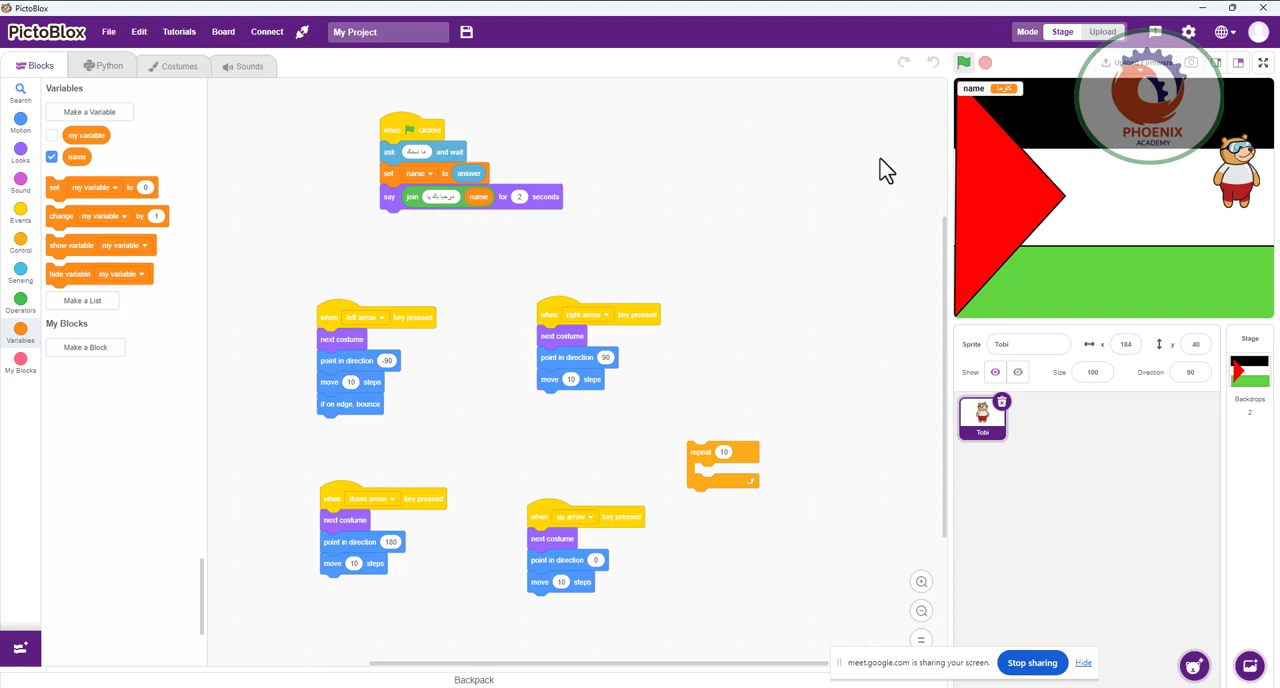 PictoBlox
PictoBlox File Edit Tutorials Board Connect My Project Mode Stage Upload
Blocks Python Costumes Sounds Upload Firmware
Search
Motion
Looks
Sound
Events
Control
Sensing
Operators
Variables
My Blocks
Variables
Make a Variable
my variable
name
set my variable to 0
change my variable by 1
show variable my variable
hide variable my variable
Make a List
My Blocks
Make a Block
when clicked
ask ما اسمك and wait
set name to answer
say join مرحبا بك يا name for 2 seconds
when left arrow key pressed
next costume
point in direction -90
move 10 steps
if on edge, bounce
when right arrow key pressed
next costume
point in direction 90
move 10 steps
repeat 10
when down arrow key pressed
next costume
point in direction 180
move 10 steps
when up arrow key pressed
next costume
point in direction 0
move 10 steps
name
PHOENIX
ACADEMY
Sprite Tobi x 184 y 40
Show Size 100 Direction 90
Tobi
Stage
Backdrops
2
meet.google.com is sharing your screen. Stop sharing Hide
Backpack